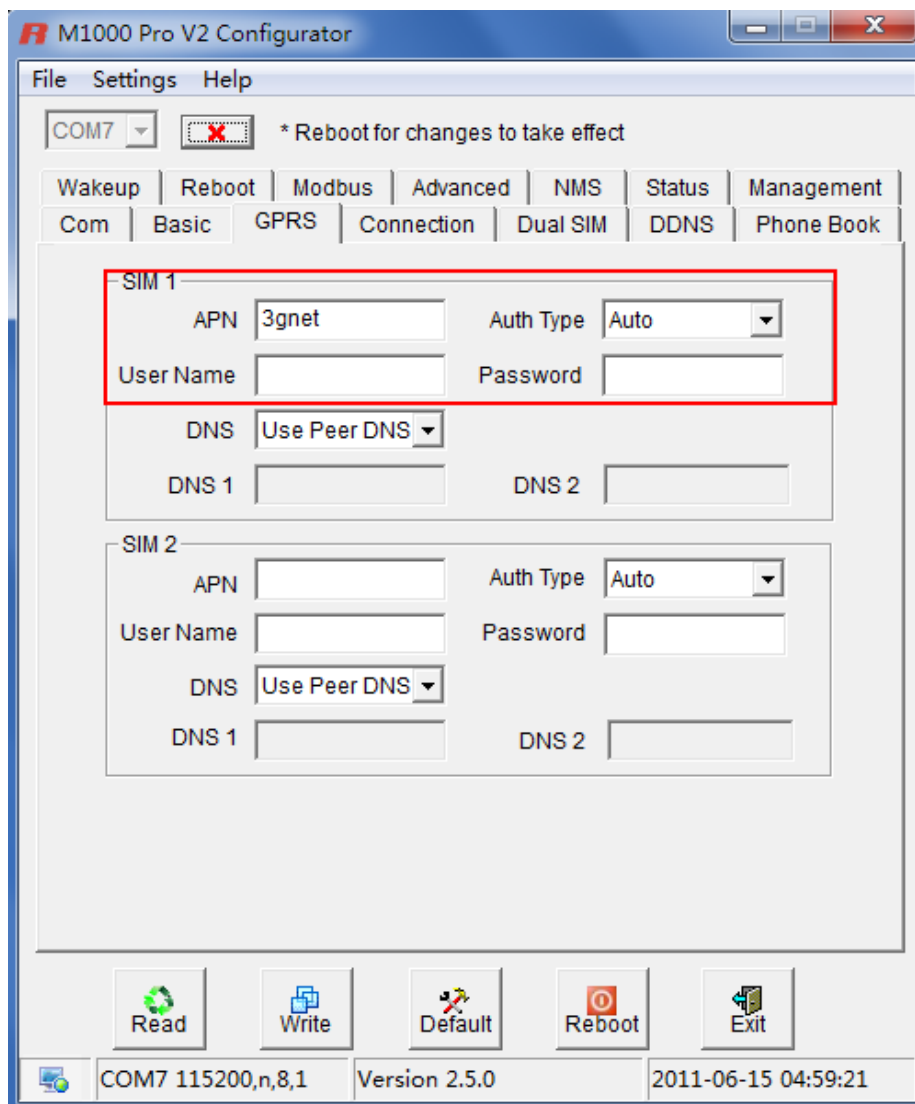 M1000 Pro V2 Configurator
File Settings Help
COM7 * Reboot for changes to take effect
Wakeup Reboot Modbus Advanced NMS Status Management
Com Basic GPRS Connection Dual SIM DDNS Phone Book
SIM 1
APN 3gnet Auth Type Auto
User Name Password
DNS Use Peer DNS
DNS 1 DNS 2
SIM 2
APN Auth Type Auto
User Name Password
DNS Use Peer DNS
DNS 1 DNS 2
Read Write Default Reboot Exit
COM7 115200,n,8,1 Version 2.5.0 2011-06-15 04:59:21